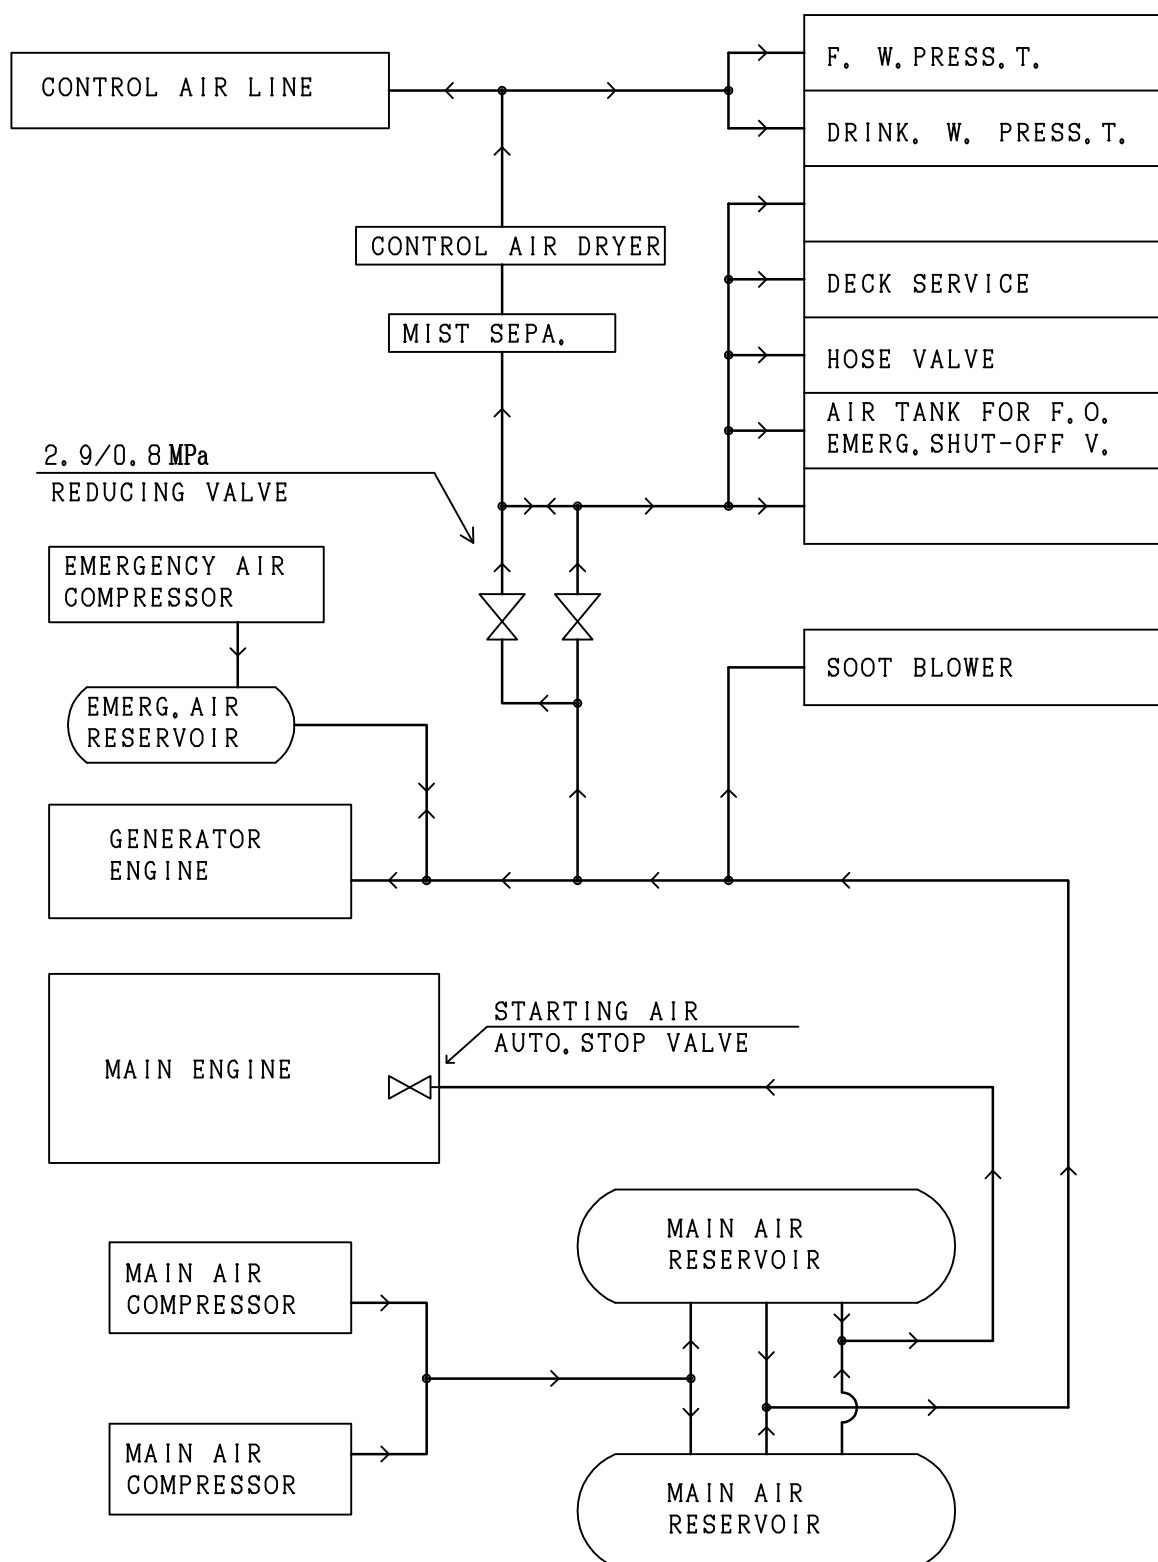 F. W. PRESS. T.
CONTROL AIR LINE
DRINK. W. PRESS. T.
CONTROL AIR DRYER
DECK SERVICE
MIST SEPA.
HOSE VALVE
AIR TANK FOR F.O.
EMERG. SHUT-OFF V.
2.9/0.8 MPa
REDUCING VALVE
EMERGENCY AIR
COMPRESSOR
SOOT BLOWER
EMERG. AIR
RESERVOIR
GENERATOR
ENGINE
STARTING AIR
AUTO. STOP VALVE
MAIN ENGINE
MAIN AIR
RESERVOIR
MAIN AIR
COMPRESSOR
MAIN AIR
COMPRESSOR
MAIN AIR
RESERVOIR